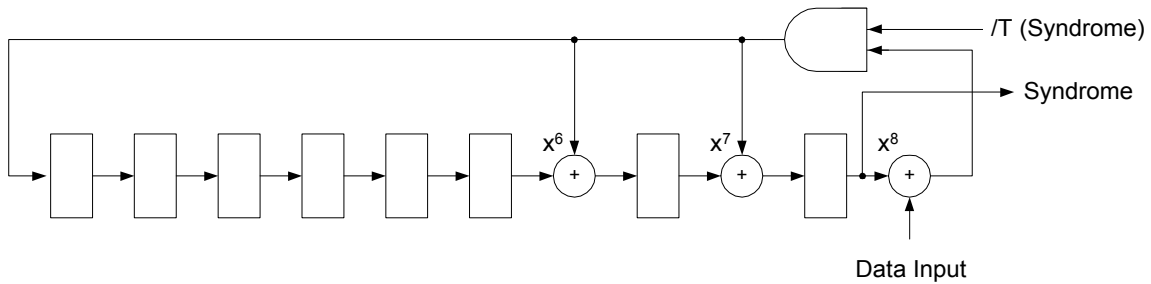 /T (Syndrome)
Syndrome
x⁶
x⁷
x⁸
+
+
+
Data Input